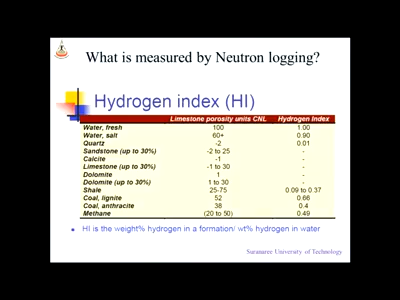 What is measured by Neutron logging?
Hydrogen index (HI)
Limestone porosity units CNL Hydrogen Index
Water, fresh 100 1.00
Water, salt 60+ 0.90
Quartz -2 0.01
Sandstone (up to 30%) -2 to 25 -
Calcite -1 -
Limestone (up to 30%) -1 to 30 -
Dolomite 1 -
Dolomite (up to 30%) 1 to 30 -
Shale 25-75 0.09 to 0.37
Coal, lignite 52 0.66
Coal, anthracite 38 0.4
Methane (20 to 50) 0.49
HI is the weight% hydrogen in a formation/ wt% hydrogen in water
Suranaree University of Technology